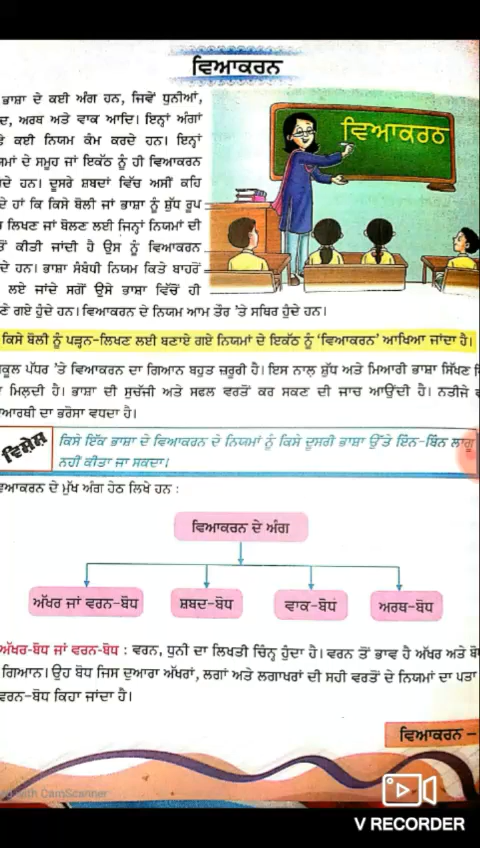 ਵਿਆਕਰਨ
ਭਾਸ਼ਾ ਦੇ ਕਈ ਅੰਗ ਹਨ, ਜਿਵੇਂ ਧੁਨੀਆਂ,
ਅਰਥ ਅਤੇ ਵਾਕ ਆਦਿ। ਇਨ੍ਹਾਂ ਅੰਗਾਂ
ਕਈ ਨਿਯਮ ਕੰਮ ਕਰਦੇ ਹਨ। ਇਨ੍ਹਾਂ
ਦੇ ਸਮੂਹ ਜਾਂ ਇਕੱਠ ਨੂੰ ਹੀ ਵਿਆਕਰਨ
ਹਨ। ਦੂਸਰੇ ਸ਼ਬਦਾਂ ਵਿੱਚ ਅਸੀਂ ਕਹਿ
ਹਾਂ ਕਿ ਕਿਸੇ ਬੋਲੀ ਜਾਂ ਭਾਸ਼ਾ ਨੂੰ ਸ਼ੁੱਧ ਰੂਪ
ਲਿਖਣ ਜਾਂ ਬੋਲਣ ਲਈ ਜਿਨ੍ਹਾਂ ਨਿਯਮਾਂ ਦੀ
ਕੀਤੀ ਜਾਂਦੀ ਹੈ ਉਸ ਨੂੰ ਵਿਆਕਰਨ
ਹਨ। ਭਾਸ਼ਾ ਸੰਬੰਧੀ ਨਿਯਮ ਕਿਤੇ ਬਾਹਰੋਂ
ਲਏ ਜਾਂਦੇ ਸਗੋਂ ਉਸੇ ਭਾਸ਼ਾ ਵਿੱਚੋਂ ਹੀ
ਗਏ ਹੁੰਦੇ ਹਨ। ਵਿਆਕਰਨ ਦੇ ਨਿਯਮ ਆਮ ਤੌਰ 'ਤੇ ਸਥਿਰ ਹੁੰਦੇ ਹਨ।
ਵਿਆਕਰਨ
ਕਿਸੇ ਬੋਲੀ ਨੂੰ ਪੜ੍ਹਨ-ਲਿਖਣ ਲਈ ਬਣਾਏ ਗਏ ਨਿਯਮਾਂ ਦੇ ਇਕੱਠ ਨੂੰ 'ਵਿਆਕਰਨ' ਆਖਿਆ ਜਾਂਦਾ ਹੈ।
ਪੱਧਰ 'ਤੇ ਵਿਆਕਰਨ ਦਾ ਗਿਆਨ ਬਹੁਤ ਜ਼ਰੂਰੀ ਹੈ। ਇਸ ਨਾਲ ਸ਼ੁੱਧ ਅਤੇ ਮਿਆਰੀ ਭਾਸ਼ਾ ਸਿੱਖਣ
ਮਿਲਦੀ ਹੈ। ਭਾਸ਼ਾ ਦੀ ਸੁਚੱਜੀ ਅਤੇ ਸਫਲ ਵਰਤੋਂ ਕਰ ਸਕਣ ਦੀ ਜਾਚ ਆਉਂਦੀ ਹੈ। ਨਤੀਜੇ
ਦਾ ਭਰੋਸਾ ਵਧਦਾ ਹੈ।
ਵਿਸ਼ੇਸ਼
ਕਿਸੇ ਇੱਕ ਭਾਸ਼ਾ ਦੇ ਵਿਆਕਰਨ ਦੇ ਨਿਯਮਾਂ ਨੂੰ ਕਿਸੇ ਦੂਸਰੀ ਭਾਸ਼ਾ ਉੱਤੇ ਇੰਨ-ਬਿੰਨ ਲਾਗੂ
ਨਹੀਂ ਕੀਤਾ ਜਾ ਸਕਦਾ।
ਵਿਆਕਰਨ ਦੇ ਮੁੱਖ ਅੰਗ ਹੇਠ ਲਿਖੇ ਹਨ :
ਵਿਆਕਰਨ ਦੇ ਅੰਗ
ਅੱਖਰ ਜਾਂ ਵਰਨ-ਬੋਧ ਸ਼ਬਦ-ਬੋਧ ਵਾਕ-ਬੋਧ ਅਰਥ-ਬੋਧ
ਅੱਖਰ-ਬੋਧ ਜਾਂ ਵਰਨ-ਬੋਧ : ਵਰਨ, ਧੁਨੀ ਦਾ ਲਿਖਤੀ ਚਿੰਨ੍ਹ ਹੁੰਦਾ ਹੈ। ਵਰਨ ਤੋਂ ਭਾਵ ਹੈ ਅੱਖਰ ਅਤੇ
ਗਿਆਨ। ਉਹ ਬੋਧ ਜਿਸ ਦੁਆਰਾ ਅੱਖਰਾਂ, ਲਗਾਂ ਅਤੇ ਲਗਾਖਰਾਂ ਦੀ ਸਹੀ ਵਰਤੋਂ ਦੇ ਨਿਯਮਾਂ ਦਾ ਪਤਾ
ਵਰਨ-ਬੋਧ ਕਿਹਾ ਜਾਂਦਾ ਹੈ।
ਵਿਆਕਰਨ –
with CamScanner
V RECORDER